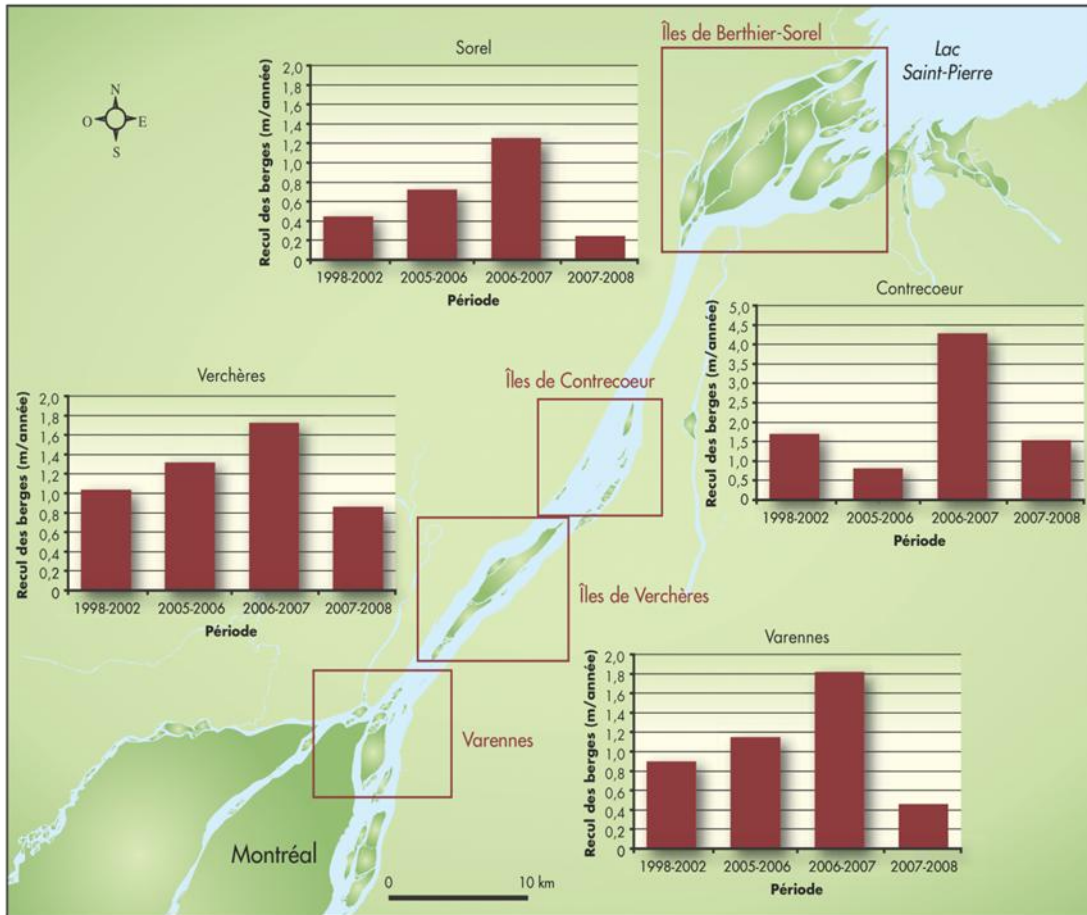 Îles de Berthier-Sorel
Lac
Saint-Pierre
N
O
E
S
Sorel
Recul des berges (m/année)
2,0
1,8
1,6
1,4
1,2
1,0
0,8
0,6
0,4
0,2
0
1998-2002 2005-2006 2006-2007 2007-2008
Période
Contrecoeur
Recul des berges (m/année)
5,0
4,5
4,0
3,5
3,0
2,5
2,0
1,5
1,0
0,5
0
1998-2002 2005-2006 2006-2007 2007-2008
Période
Îles de Contrecoeur
Verchères
Recul des berges (m/année)
2,0
1,8
1,6
1,4
1,2
1,0
0,8
0,6
0,4
0,2
0
1998-2002 2005-2006 2006-2007 2007-2008
Période
Îles de Verchères
Varennes
Recul des berges (m/année)
2,0
1,8
1,6
1,4
1,2
1,0
0,8
0,6
0,4
0,2
0
1998-2002 2005-2006 2006-2007 2007-2008
Période
Varennes
Montréal
0 10 km